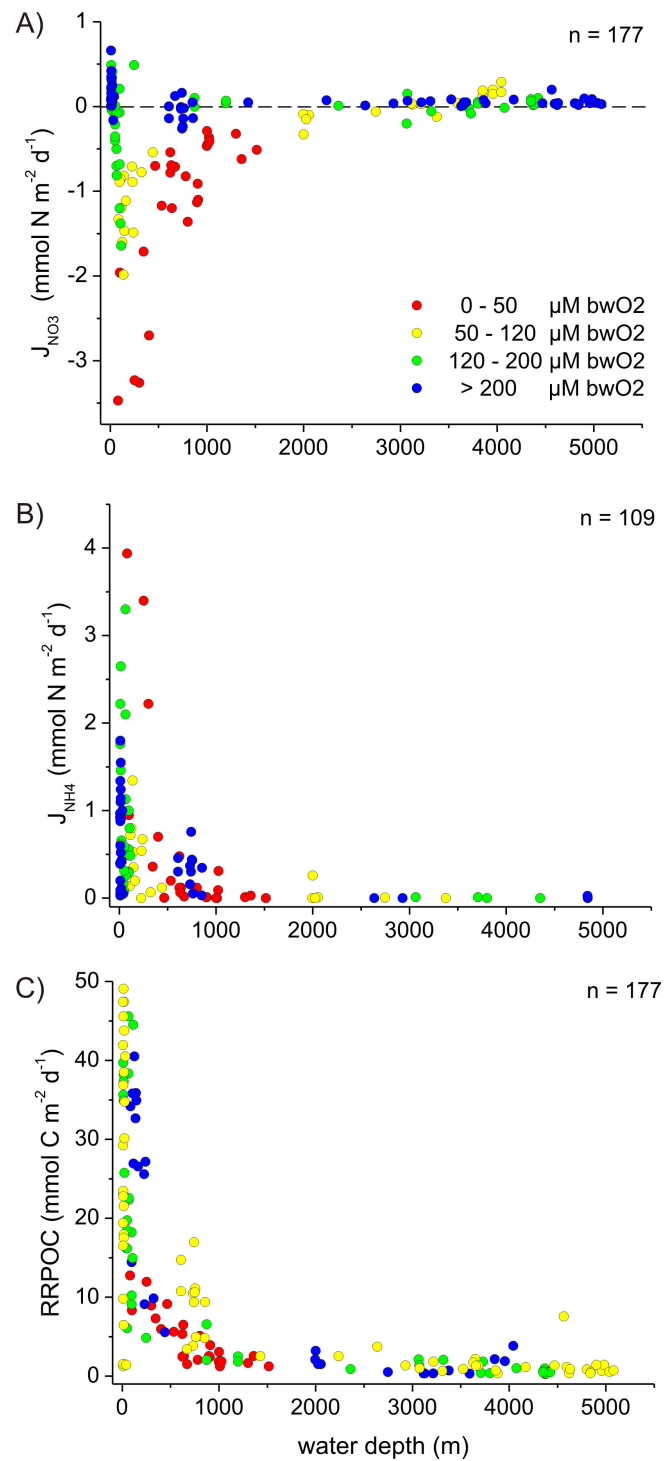 A)
n = 177
1
0
-1
-2
-3
J_NO3 (mmol N m⁻² d⁻¹)
0 - 50 µM bwO2
50 - 120 µM bwO2
120 - 200 µM bwO2
> 200 µM bwO2
0 1000 2000 3000 4000 5000
B)
n = 109
4
3
2
1
0
J_NH4 (mmol N m⁻² d⁻¹)
0 1000 2000 3000 4000 5000
C)
n = 177
50
40
30
20
10
0
RRPOC (mmol C m⁻² d⁻¹)
0 1000 2000 3000 4000 5000
water depth (m)